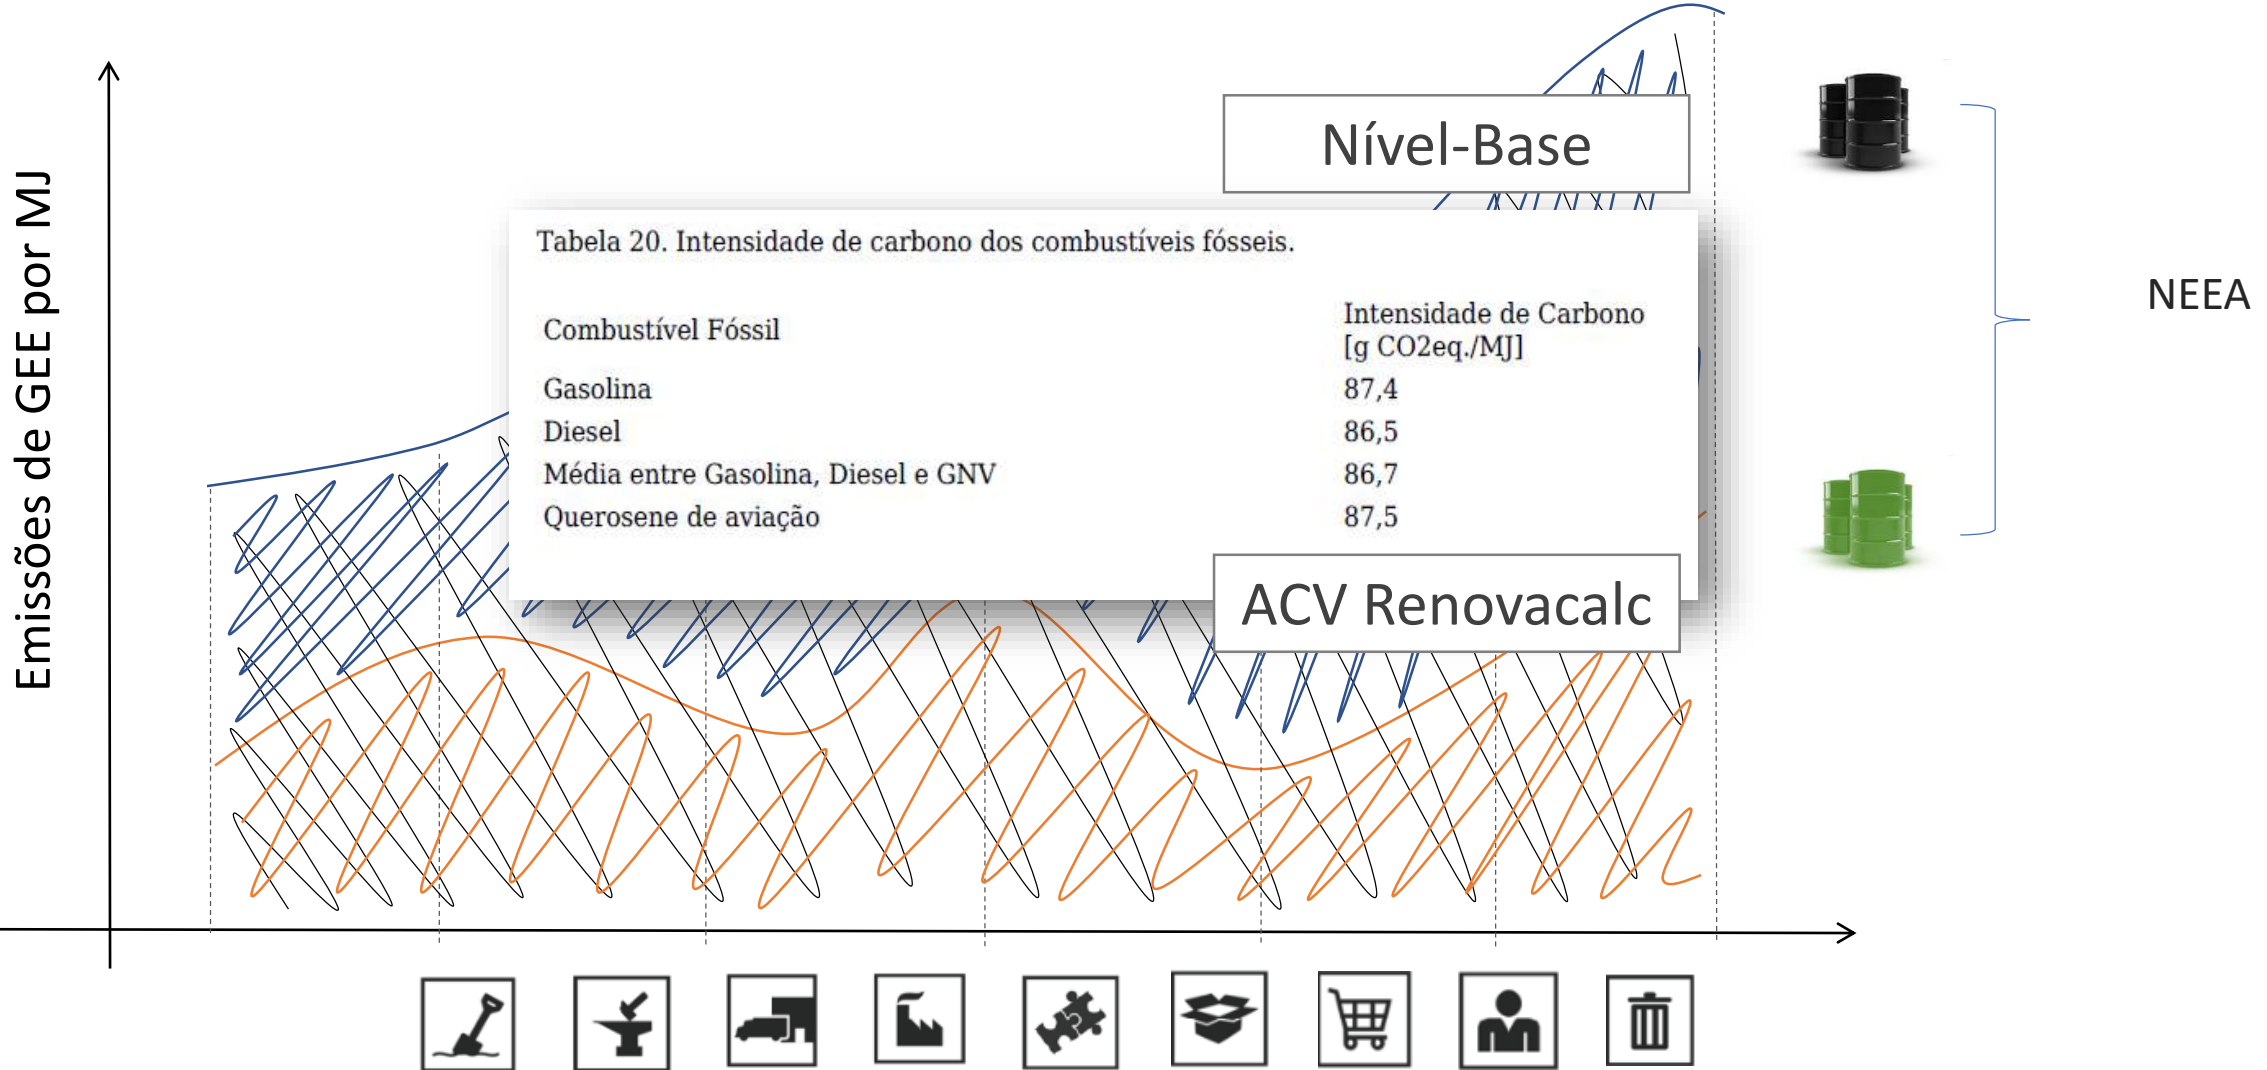 Emissões de GEE por MJ
Nível-Base
Tabela 20. Intensidade de carbono dos combustíveis fósseis.
Combustível Fóssil
Intensidade de Carbono
[g CO2eq./MJ]
Gasolina 87,4
Diesel 86,5
Média entre Gasolina, Diesel e GNV 86,7
Querosene de aviação 87,5
ACV Renovacalc
NEEA